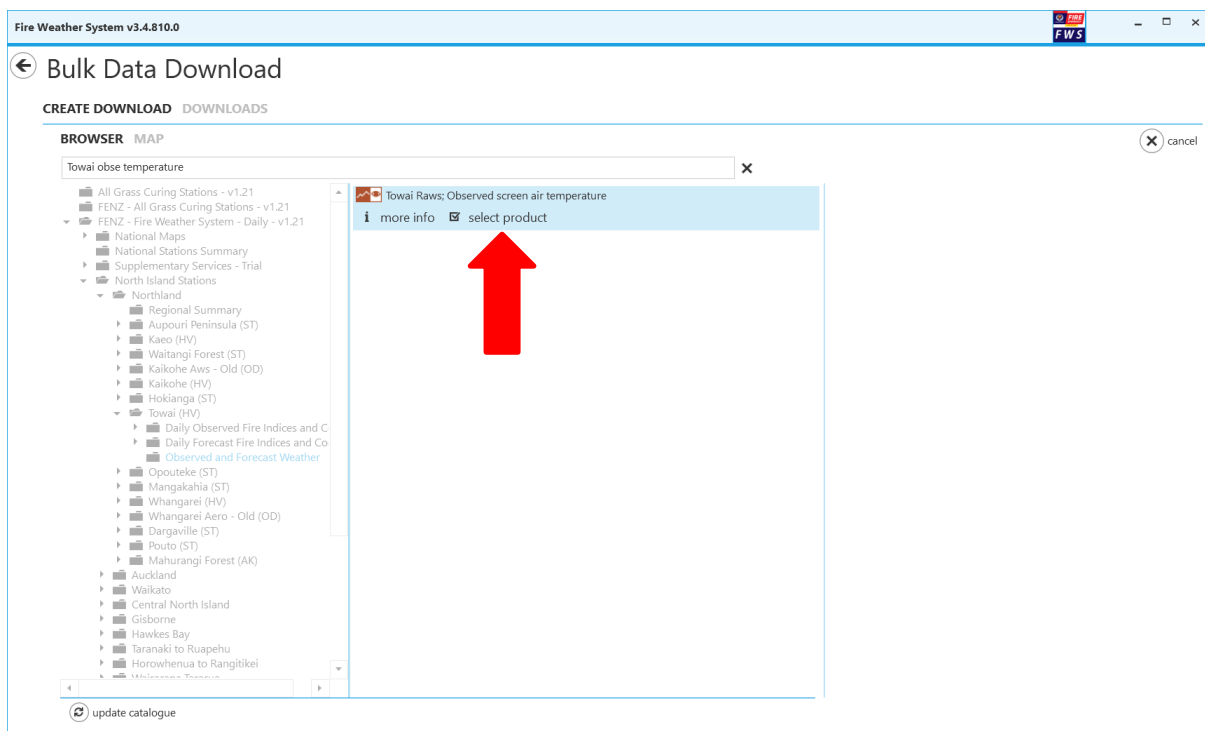 Fire Weather System v3.4.810.0
FIRE
FWS
Bulk Data Download
CREATE DOWNLOAD DOWNLOADS
BROWSER MAP
cancel
Towai obse temperature
All Grass Curing Stations - v1.21
FENZ - All Grass Curing Stations - v1.21
FENZ - Fire Weather System - Daily - v1.21
National Maps
National Stations Summary
Supplementary Services - Trial
North Island Stations
Northland
Regional Summary
Aupouri Peninsula (ST)
Kaeo (HV)
Waitangi Forest (ST)
Kaikohe Aws - Old (OD)
Kaikohe (HV)
Hokianga (ST)
Towai (HV)
Daily Observed Fire Indices and C
Daily Forecast Fire Indices and Co
Observed and Forecast Weather
Opouteke (ST)
Mangakahia (ST)
Whangarei (HV)
Whangarei Aero - Old (OD)
Dargaville (ST)
Pouto (ST)
Mahurangi Forest (AK)
Auckland
Waikato
Central North Island
Gisborne
Hawkes Bay
Taranaki to Ruapehu
Horowhenua to Rangitikei
Towai Raws; Observed screen air temperature
more info select product
update catalogue